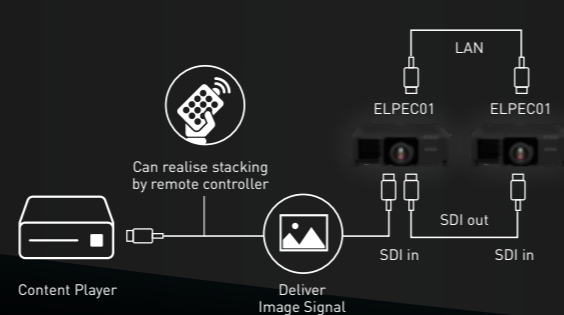 LAN
ELPEC01
ELPEC01
Can realise stacking
by remote controller
SDI out
SDI in
SDI in
Content Player
Deliver
Image Signal